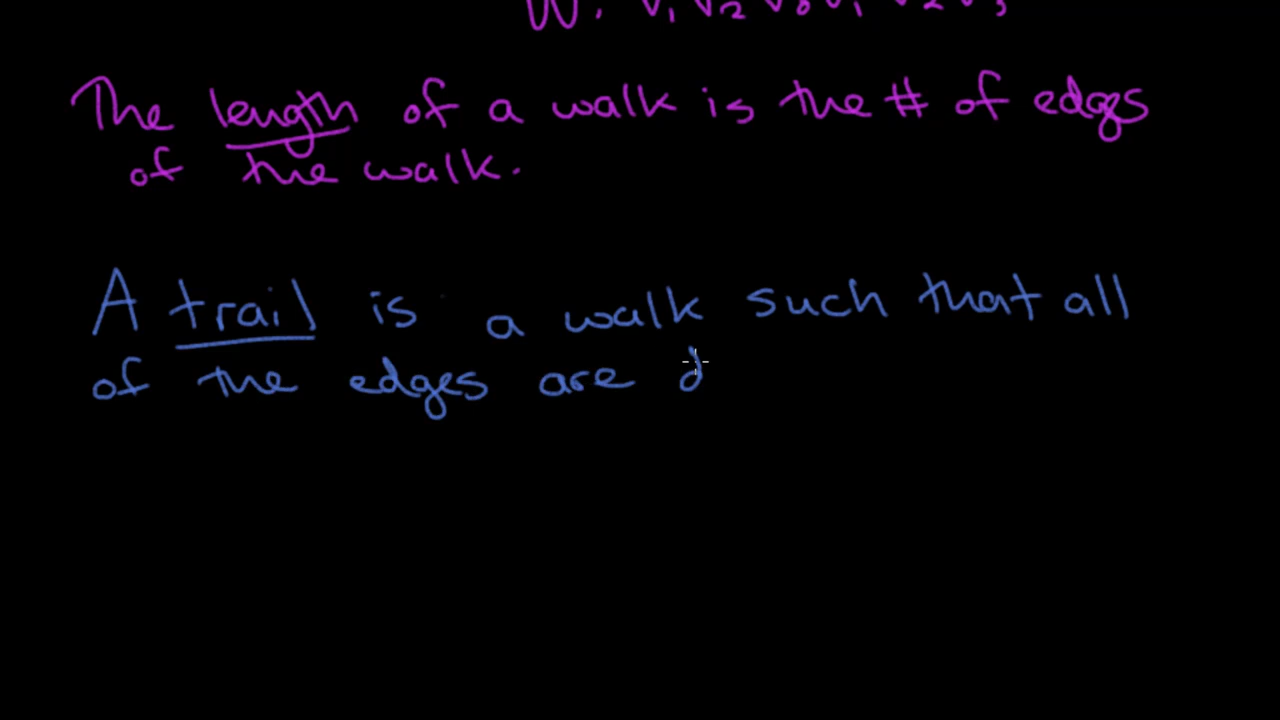 The length of a walk is the # of edges
of the walk.
A trail is a walk such that all
of the edges are d